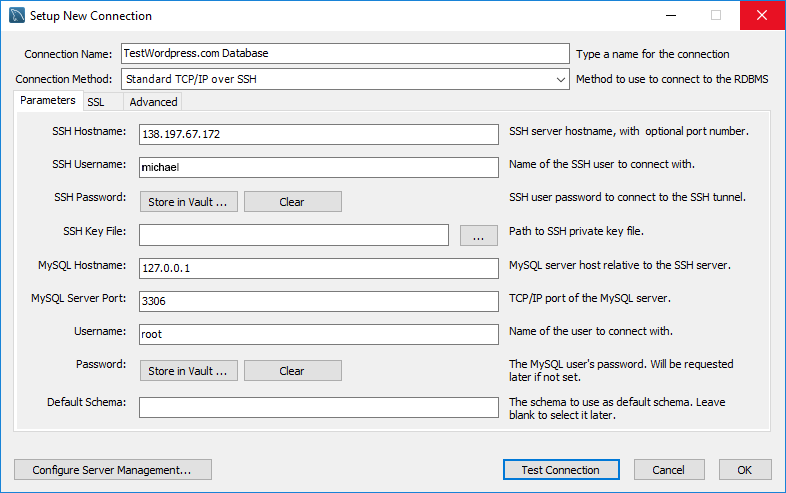 Setup New Connection
Connection Name: TestWordpress.com Database Type a name for the connection
Connection Method: Standard TCP/IP over SSH Method to use to connect to the RDBMS
Parameters SSL Advanced
SSH Hostname: 138.197.67.172 SSH server hostname, with optional port number.
SSH Username: michael Name of the SSH user to connect with.
SSH Password: Store in Vault ... Clear SSH user password to connect to the SSH tunnel.
SSH Key File: ... Path to SSH private key file.
MySQL Hostname: 127.0.0.1 MySQL server host relative to the SSH server.
MySQL Server Port: 3306 TCP/IP port of the MySQL server.
Username: root Name of the user to connect with.
Password: Store in Vault ... Clear The MySQL user's password. Will be requested
later if not set.
Default Schema: The schema to use as default schema. Leave
blank to select it later.
Configure Server Management... Test Connection Cancel OK